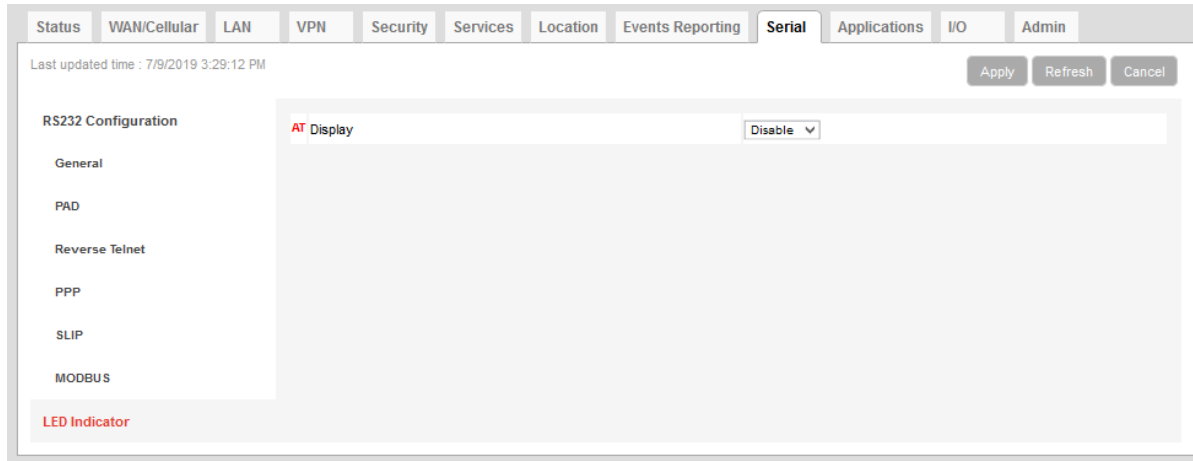 Status WAN/Cellular LAN VPN Security Services Location Events Reporting Serial Applications I/O Admin
Last updated time : 7/9/2019 3:29:12 PM
Apply Refresh Cancel
RS232 Configuration
AT Display Disable
General
PAD
Reverse Telnet
PPP
SLIP
MODBUS
LED Indicator